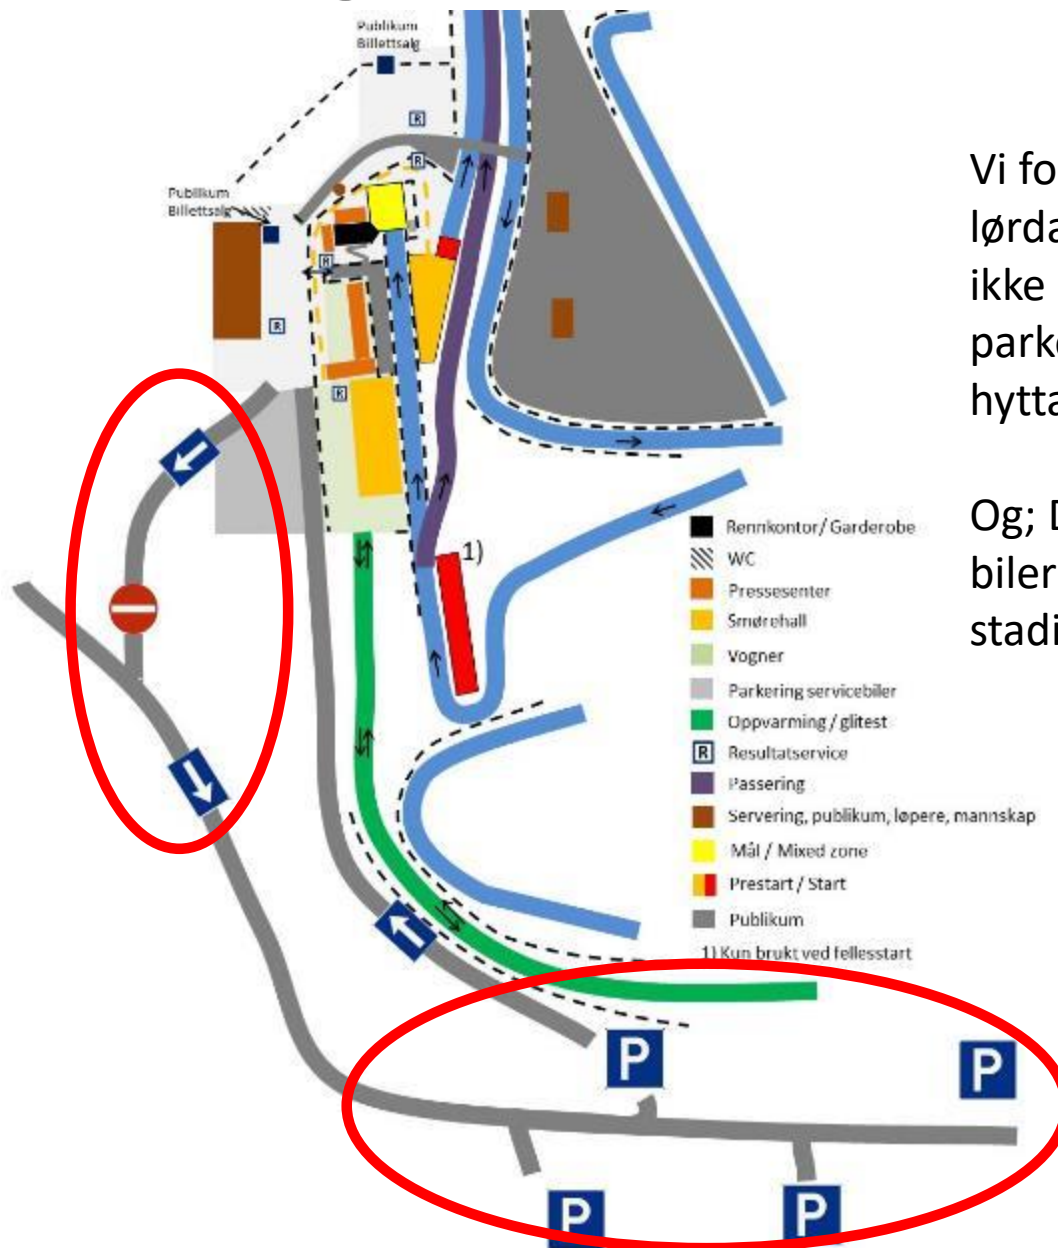 Publikum
Billettsalg
R
R
Publikum
Billettsalg
R
R
R
1)
P
P
P
P
Vi fo
lørda
ikke
parke
hytta
Og; D
biler
stadi
Rennkontor/ Garderobe
WC
Pressesenter
Smørehall
Vogner
Parkering servicebiler
Oppvarming / glitest
R Resultatservice
Passering
Servering, publikum, løpere, mannskap
Mål / Mixed zone
Prestart / Start
Publikum
1) Kun brukt ved fellesstart